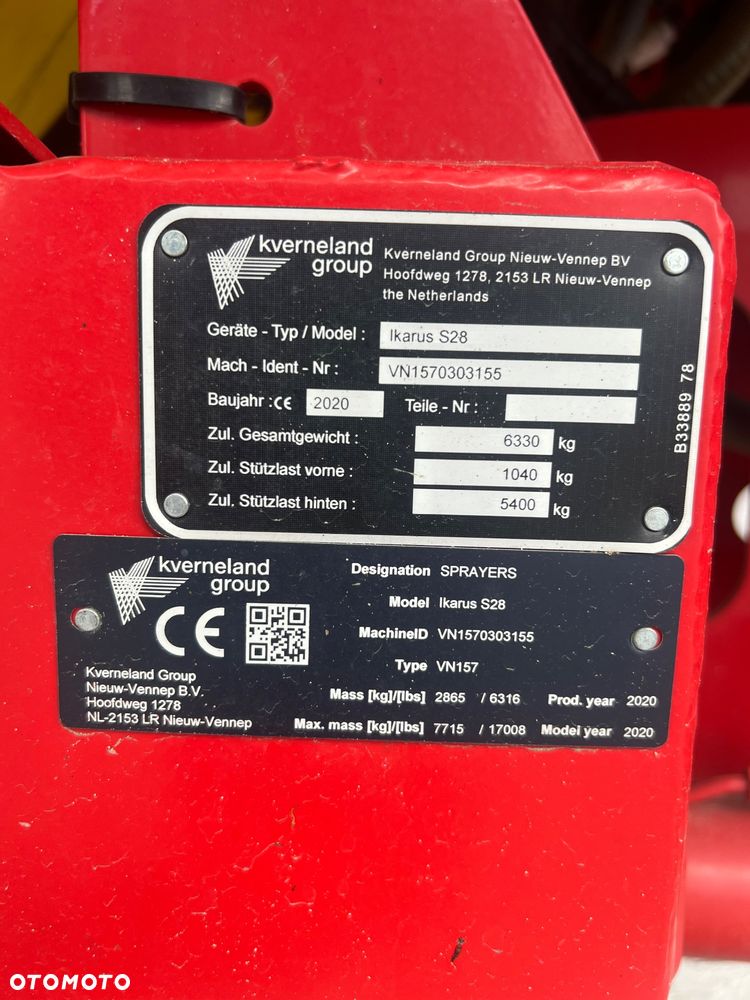 kverneland
group
Kverneland Group Nieuw-Vennep BV
Hoofdweg 1278, 2153 LR Nieuw-Vennep
the Netherlands
Geräte - Typ / Model : Ikarus S28
Mach - Ident - Nr : VN1570303155
Baujahr : CE 2020 Teile - Nr :
Zul. Gesamtgewicht : 6330 kg
Zul. Stützlast vorne : 1040 kg
Zul. Stützlast hinten : 5400 kg
B33889 78
kverneland
group
CE
Kverneland Group
Nieuw-Vennep B.V.
Hoofdweg 1278
NL-2153 LR Nieuw-Vennep
Designation SPRAYERS
Model Ikarus S28
MachineID VN1570303155
Type VN157
Mass [kg]/[lbs] 2865 / 6316 Prod. year 2020
Max. mass [kg]/[lbs] 7715 / 17008 Model year 2020
OTOMOTO